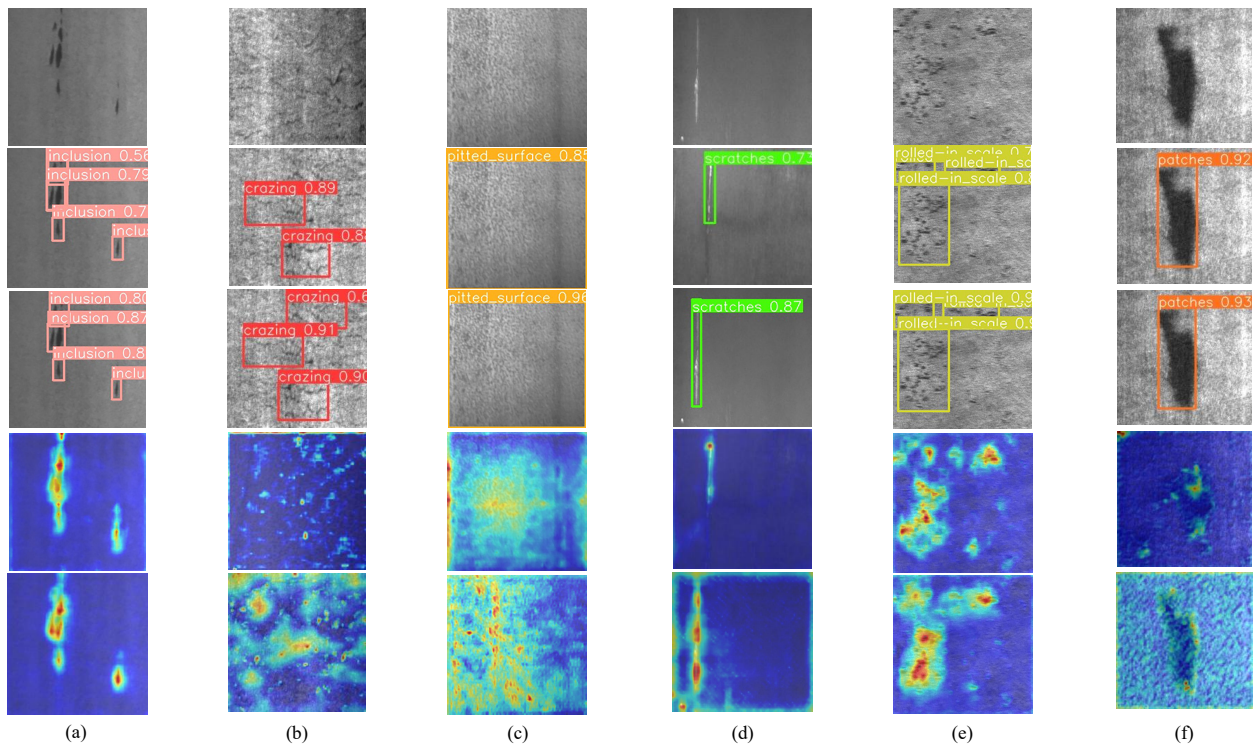 inclusion 0.56
inclusion 0.79
inclusion 0.7
inclus
crazing 0.89
crazing 0.88
pitted_surface 0.85
scratches 0.73
rolled-in_scale 0.7
rolled-in_sc
rolled-in_scale 0.8
patches 0.92
inclusion 0.80
inclusion 0.87
inclusion 0.8
inclu
crazing 0.6
crazing 0.91
crazing 0.90
pitted_surface 0.96
scratches 0.87
rolled-in_scale 0.9
rolled-in_scale 0.9
patches 0.93
(a) (b) (c) (d) (e) (f)